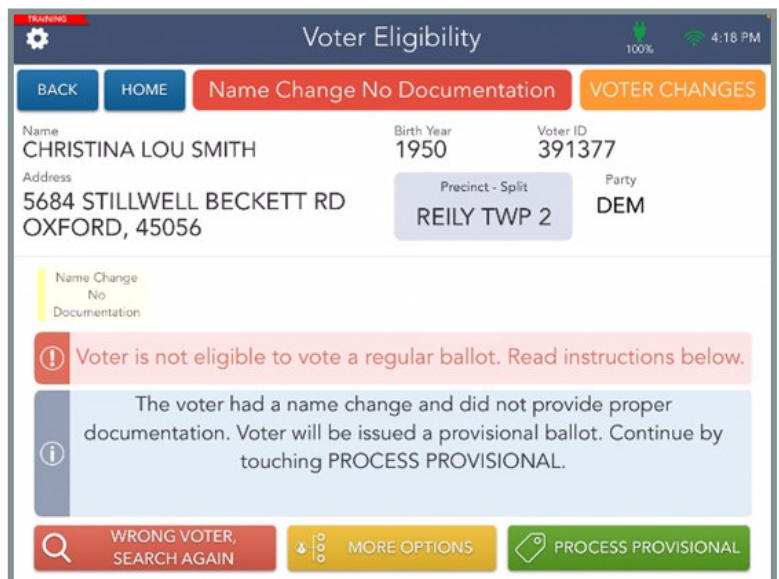 TRAINING
Voter Eligibility
100%
4:18 PM
BACK
HOME
Name Change No Documentation
VOTER CHANGES
Name
CHRISTINA LOU SMITH
Birth Year
1950
Voter ID
391377
Address
5684 STILLWELL BECKETT RD
OXFORD, 45056
Precinct - Split
REILY TWP 2
Party
DEM
Name Change
No
Documentation
Voter is not eligible to vote a regular ballot. Read instructions below.
The voter had a name change and did not provide proper
documentation. Voter will be issued a provisional ballot. Continue by
touching PROCESS PROVISIONAL.
WRONG VOTER,
SEARCH AGAIN
MORE OPTIONS
PROCESS PROVISIONAL